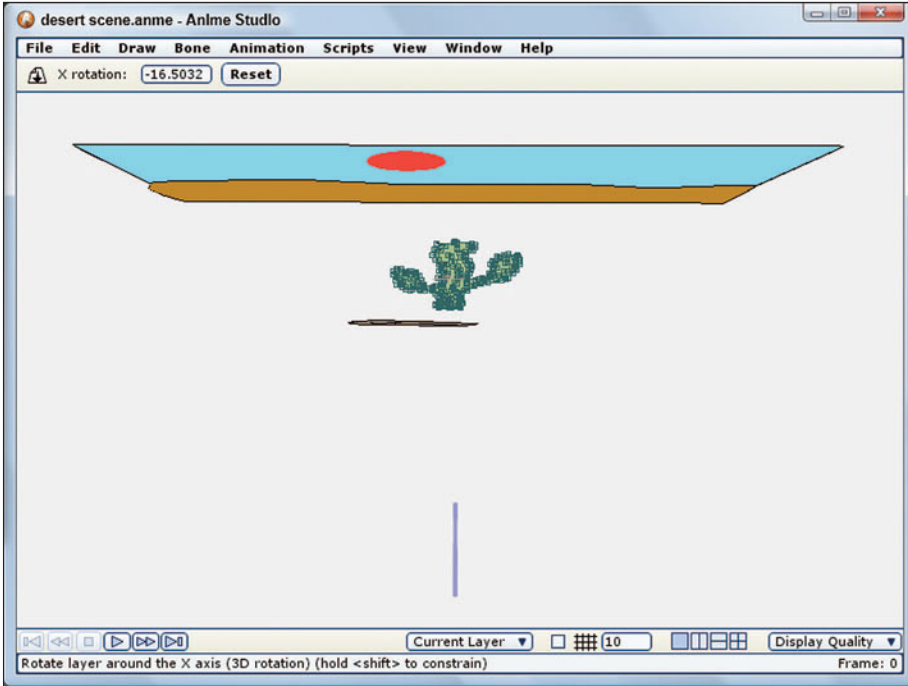 desert scene.anme - Anime Studio
File Edit Draw Bone Animation Scripts View Window Help
X rotation: -16.5032 Reset
Current Layer 10 Display Quality
Rotate layer around the X axis (3D rotation) (hold <shift> to constrain) Frame: 0